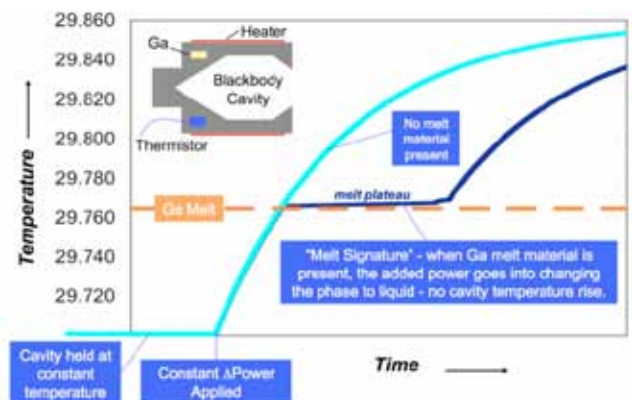 29.860
29.840
29.820
29.800
29.780
29.760
29.740
29.720
Temperature
Heater
Ga
Blackbody
Cavity
Thermistor
No melt
material
present
melt plateau
Ga Melt
"Melt Signature" - when Ga melt material is
present, the added power goes into changing
the phase to liquid - no cavity temperature rise.
Cavity held at
constant
temperature
Constant ΔPower
Applied
Time